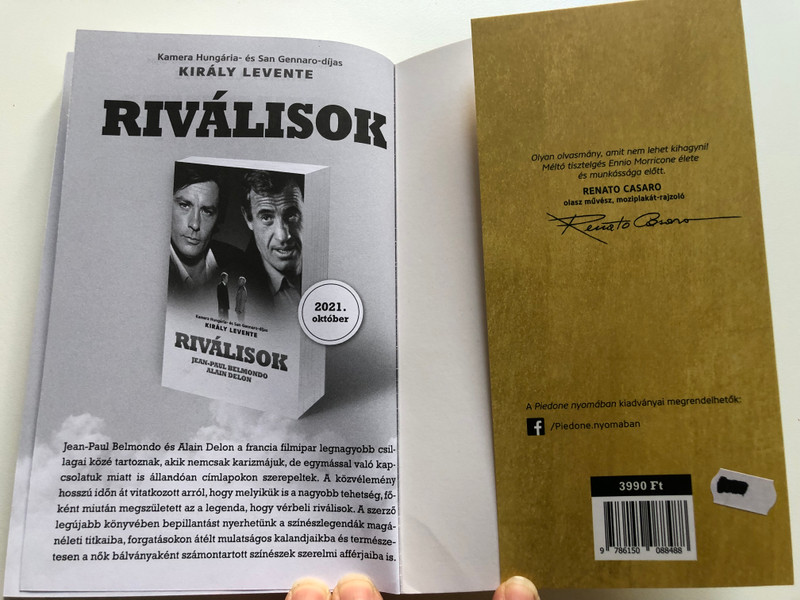 Kamera Hungária- és San Gennaro-díjas
KIRÁLY LEVENTE
RIVÁLISOK
Kamera Hungária- és San Gennaro-díjas
KIRÁLY LEVENTE
RIVÁLISOK
JEAN-PAUL BELMONDO
ALAIN DELON
2021.
október
Jean-Paul Belmondo és Alain Delon a francia filmipar legnagyobb csil-
lagai közé tartoznak, akik nemcsak karizmájuk, de egymással való kap-
csolatuk miatt is állandóan címlapokon szerepeltek. A közvélemény
hosszú időn át vitatkozott arról, hogy melyikük is a nagyobb tehetség, fő-
ként miután megszületett az a legenda, hogy vérbeli riválisok. A szerző
legújabb könyvében bepillantást nyerhetünk a színészlegendák magá-
néleti titkaiba, forgatásokon átélt mulatságos kalandjaikba és természe-
tesen a nők bálványaként számontartott színészek szerelmi afférjaiba is.
Olyan olvasmány, amit nem lehet kihagyni!
Méltó tisztelgés Ennio Morricone élete
és munkássága előtt.
RENATO CASARO
olasz művész, moziplakát-rajzoló
Renato Casaro
A Piedone nyomában kiadványai megrendelhetők:
f /Piedone.nyomaban
3990 Ft
9 786150 088488